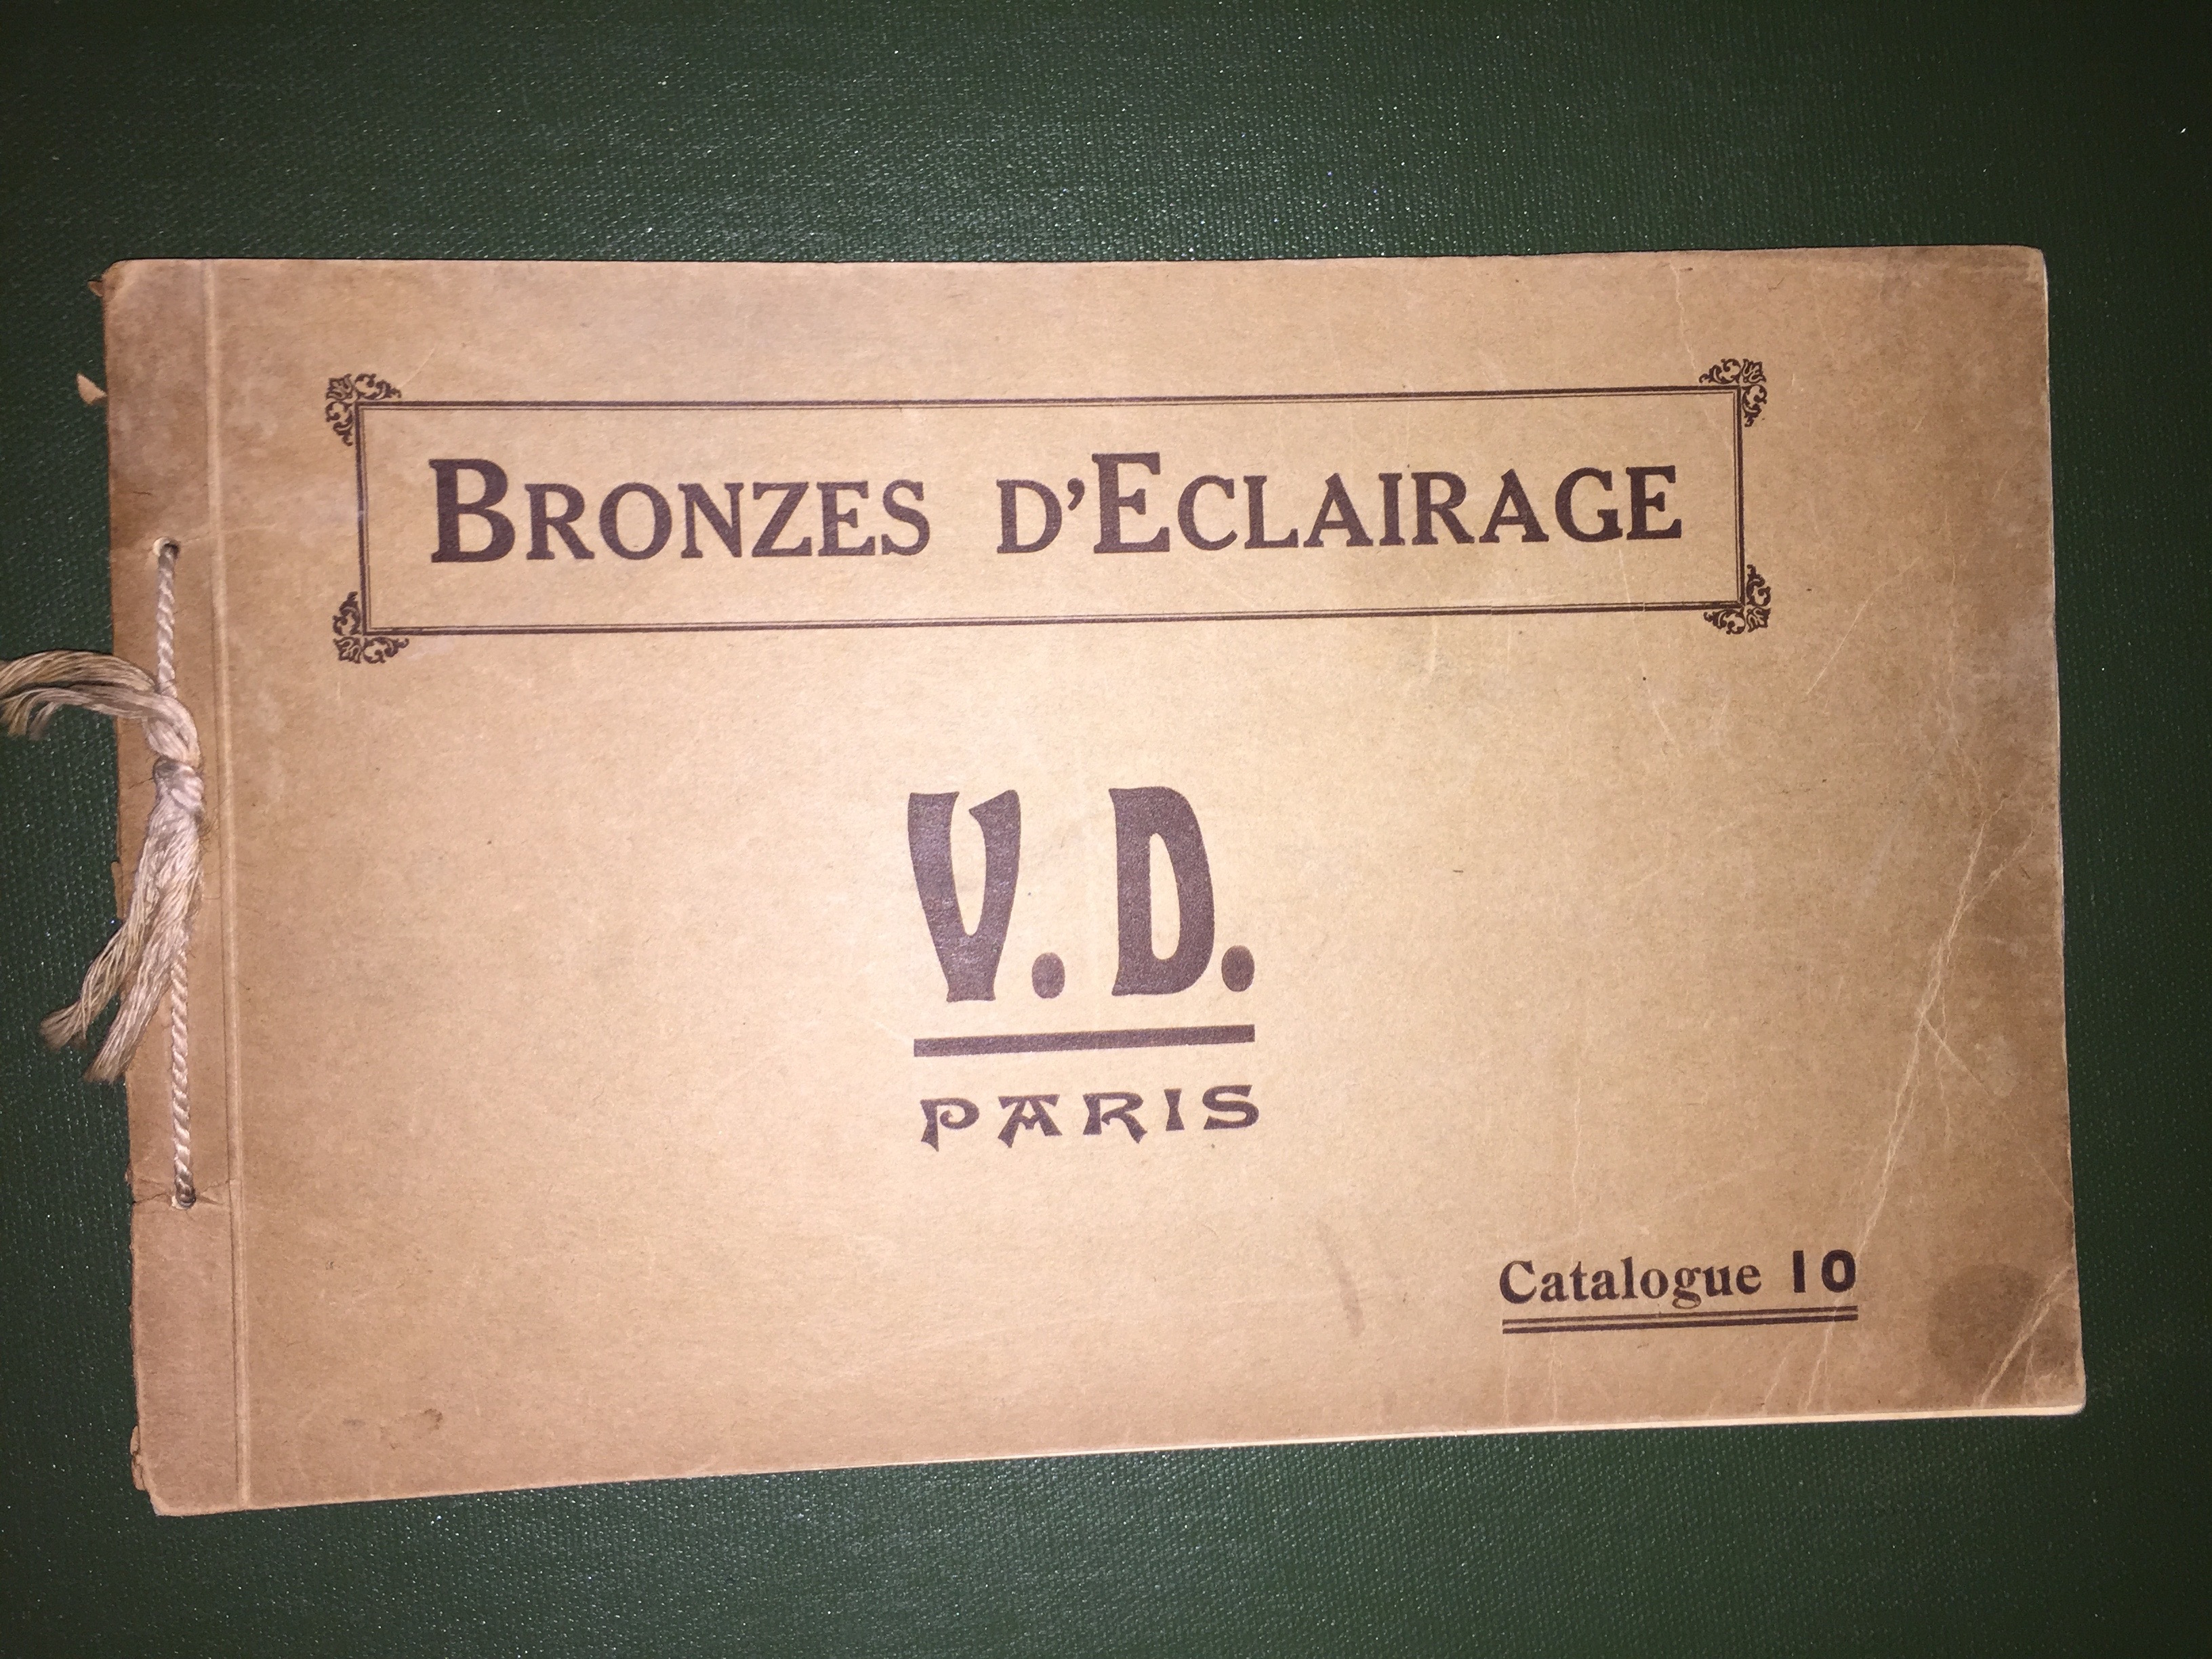 BRONZES D'ECLAIRAGE
V. D.
PARIS
Catalogue 10